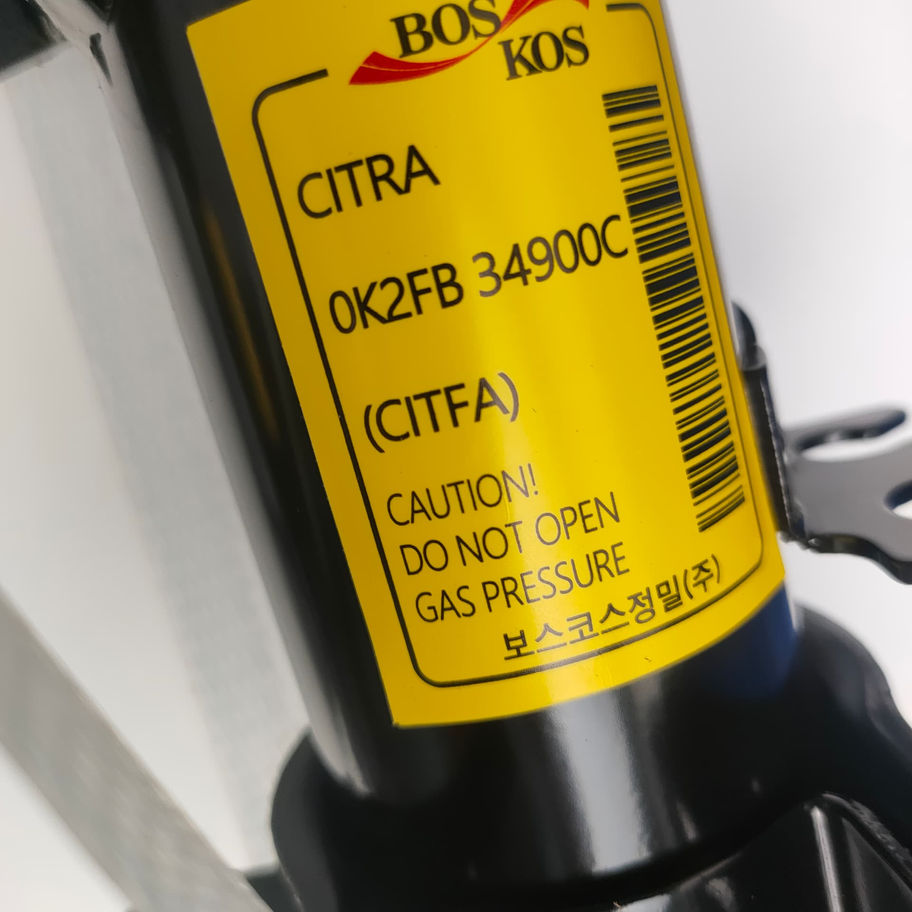 BOS
KOS
CITRA
0K2FB 34900C
(CITFA)
CAUTION!
DO NOT OPEN
GAS PRESSURE
보스코스정밀(주)